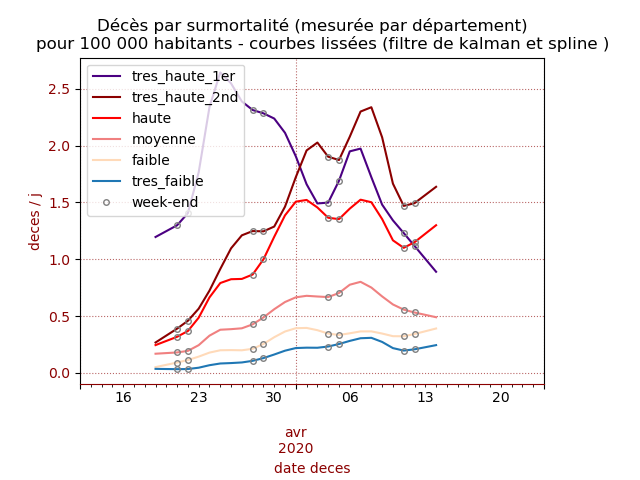 Décès par surmortalité (mesurée par département)
pour 100 000 habitants - courbes lissées (filtre de kalman et spline )
tres_haute_1er
tres_haute_2nd
haute
moyenne
faible
tres_faible
week-end
deces / j
2.5
2.0
1.5
1.0
0.5
0.0
16 23 30 06 13 20
avr
2020
date deces